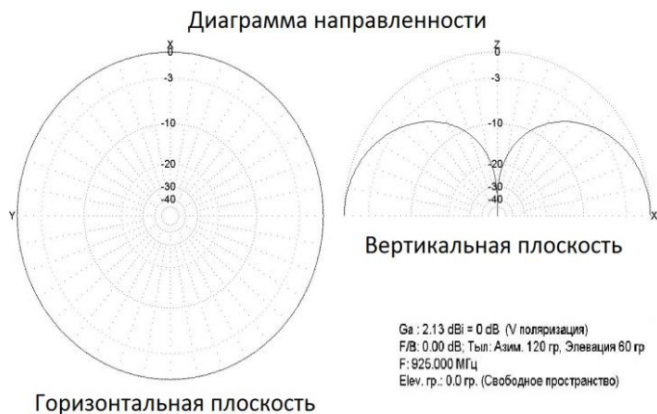 Диаграмма направленности
X
0
-3
-10
-20
-30
-40
Y
Горизонтальная плоскость
Z
0
-3
-10
-20
-30
-40
X
Вертикальная плоскость
Ga : 2.13 dBi = 0 dB (V поляризация)
F/B: 0.00 dB; Тыл: Азим. 120 гр, Элевация 60 гр
F: 925.000 МГц
Elev. гр.: 0.0 гр. (Свободное пространство)